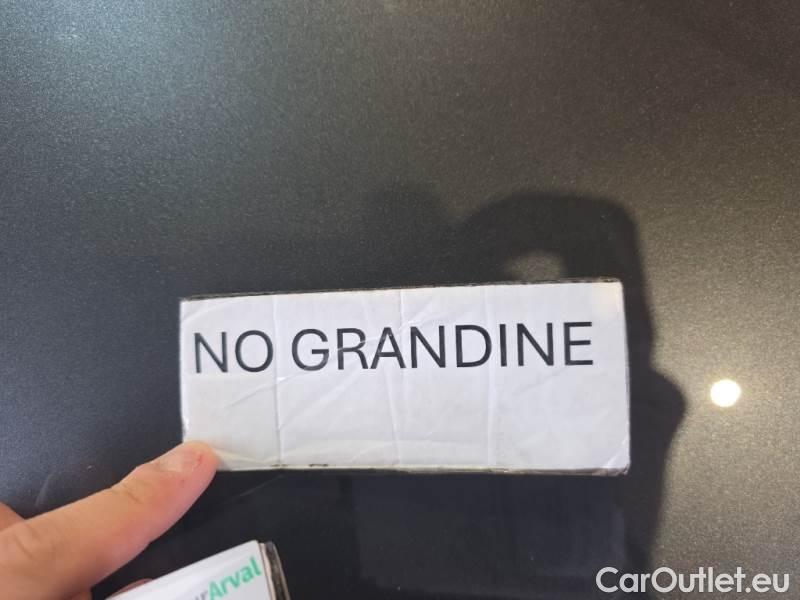 NO GRANDINE
Arval
CarOutlet.eu